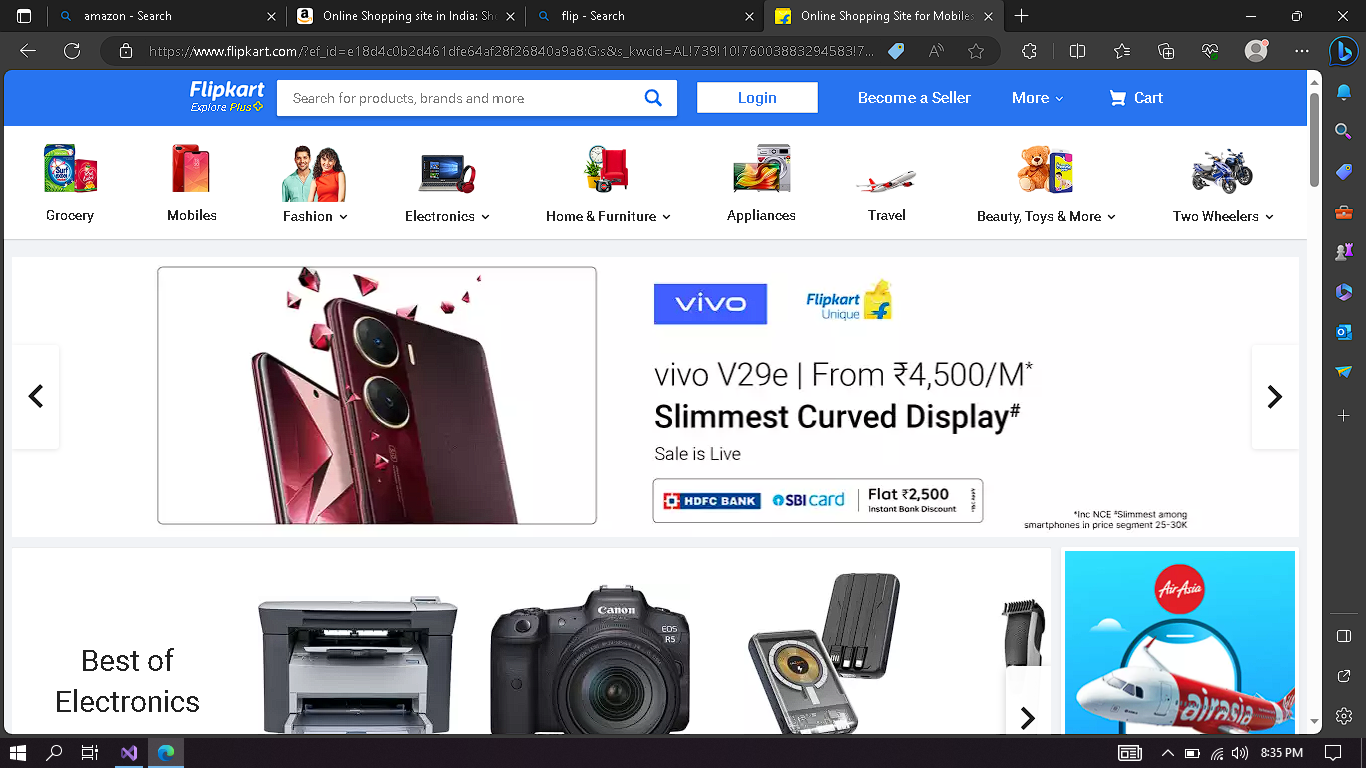 amazon - Search
Online Shopping site in India: Sh
flip - Search
Online Shopping Site for Mobiles
https://www.flipkart.com/?ef_id=e18d4c0b2d461dfe64af28f26840a9a8:G:s&s_kwcid=AL!739!10!76003883294583!7...
Flipkart
Explore Plus
Search for products, brands and more
Login
Become a Seller
More
Cart
Grocery
Mobiles
Fashion
Electronics
Home & Furniture
Appliances
Travel
Beauty, Toys & More
Two Wheelers
vivo
Flipkart
Unique
vivo V29e | From ₹4,500/M*
Slimmest Curved Display#
Sale is Live
HDFC BANK
SBI card
Flat ₹2,500
Instant Bank Discount
*Inc NCE #Slimmest among
smartphones in price segment 25-30K
Best of
Electronics
Canon
EOS
R5
AirAsia
airasia
8:35 PM